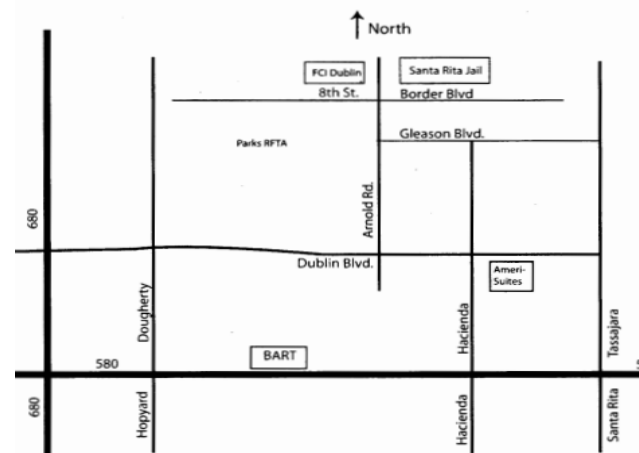 North
FCI Dublin
Santa Rita Jail
8th St.
Border Blvd
Gleason Blvd.
Parks RFTA
680
Arnold Rd.
Dublin Blvd.
Ameri-
Suites
Dougherty
Hacienda
Tassajara
BART
580
680
Hopyard
Hacienda
Santa Rita